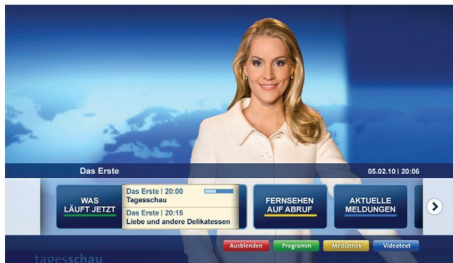 Das Erste
05.02.10 | 20:06
WAS
LÄUFT JETZT
Das Erste | 20:00
Tagesschau
Das Erste | 20:15
Liebe und andere Delikatessen
FERNSEHEN
AUF ABRUF
AKTUELLE
MELDUNGEN
Ausblenden
Programm
Mediathek
Videotext
tagesschau